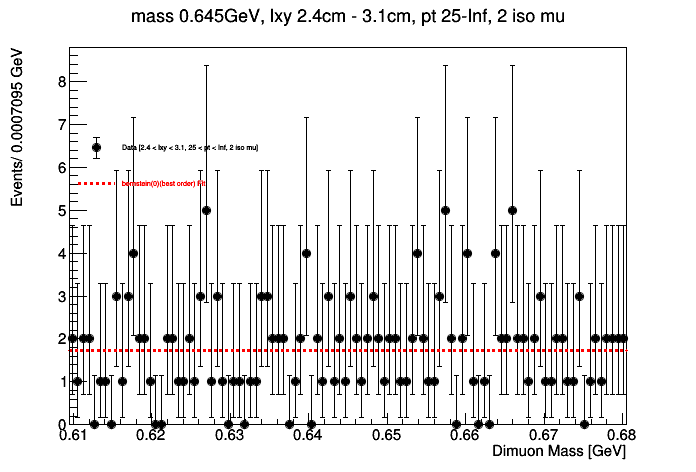 mass 0.645GeV, lxy 2.4cm - 3.1cm, pt 25-Inf, 2 iso mu
Events/ 0.0007095 GeV
8
7
6
5
4
3
2
1
0
Data [2.4 < lxy < 3.1, 25 < pt < Inf, 2 iso mu]
bernstein(0)(best order) Fit
0.61 0.62 0.63 0.64 0.65 0.66 0.67 0.68
Dimuon Mass [GeV]